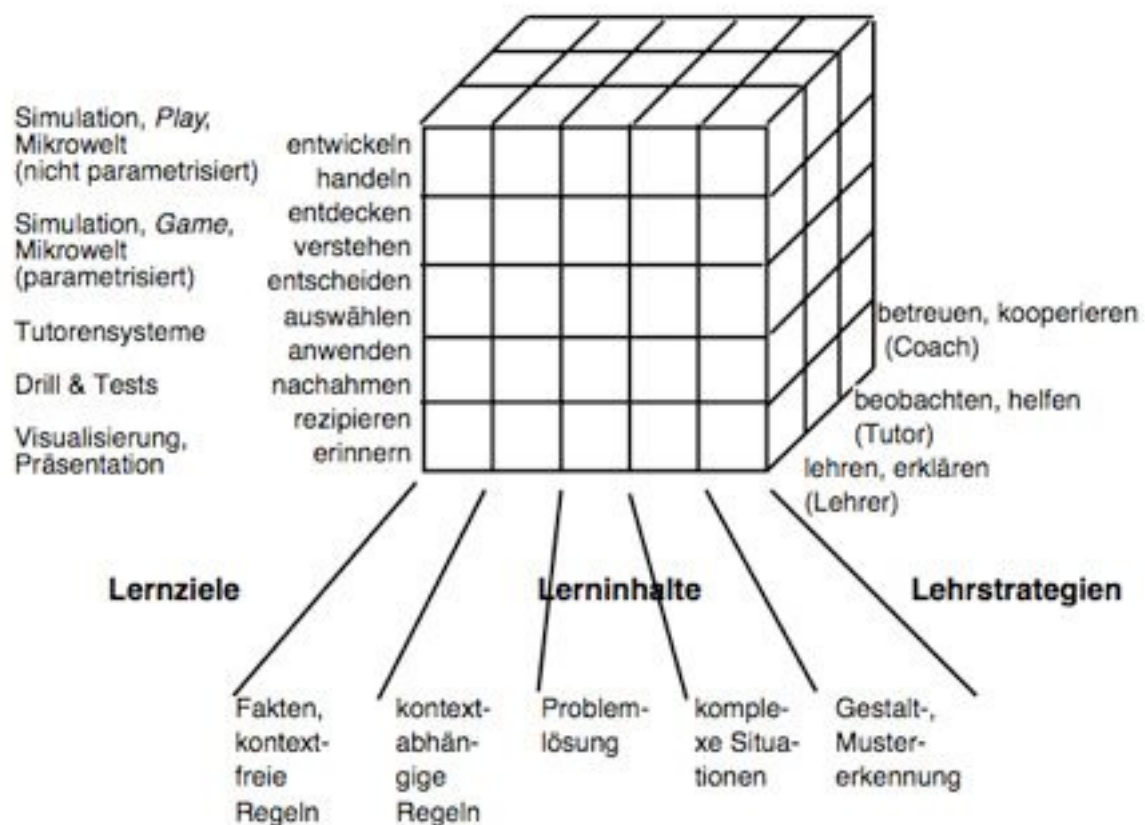 Simulation, Play,
Mikrowelt
(nicht parametrisiert)
Simulation, Game,
Mikrowelt
(parametrisiert)
Tutorensysteme
Drill & Tests
Visualisierung,
Präsentation
entwickeln
handeln
entdecken
verstehen
entscheiden
auswählen
anwenden
nachahmen
rezipieren
erinnern
betreuen, kooperieren
(Coach)
beobachten, helfen
(Tutor)
lehren, erklären
(Lehrer)
Lernziele
Lerninhalte
Lehrstrategien
Fakten,
kontext-
freie
Regeln
kontext-
abhän-
gige
Regeln
Problem-
lösung
komple-
xe Situa-
tionen
Gestalt-,
Muster-
erkennung